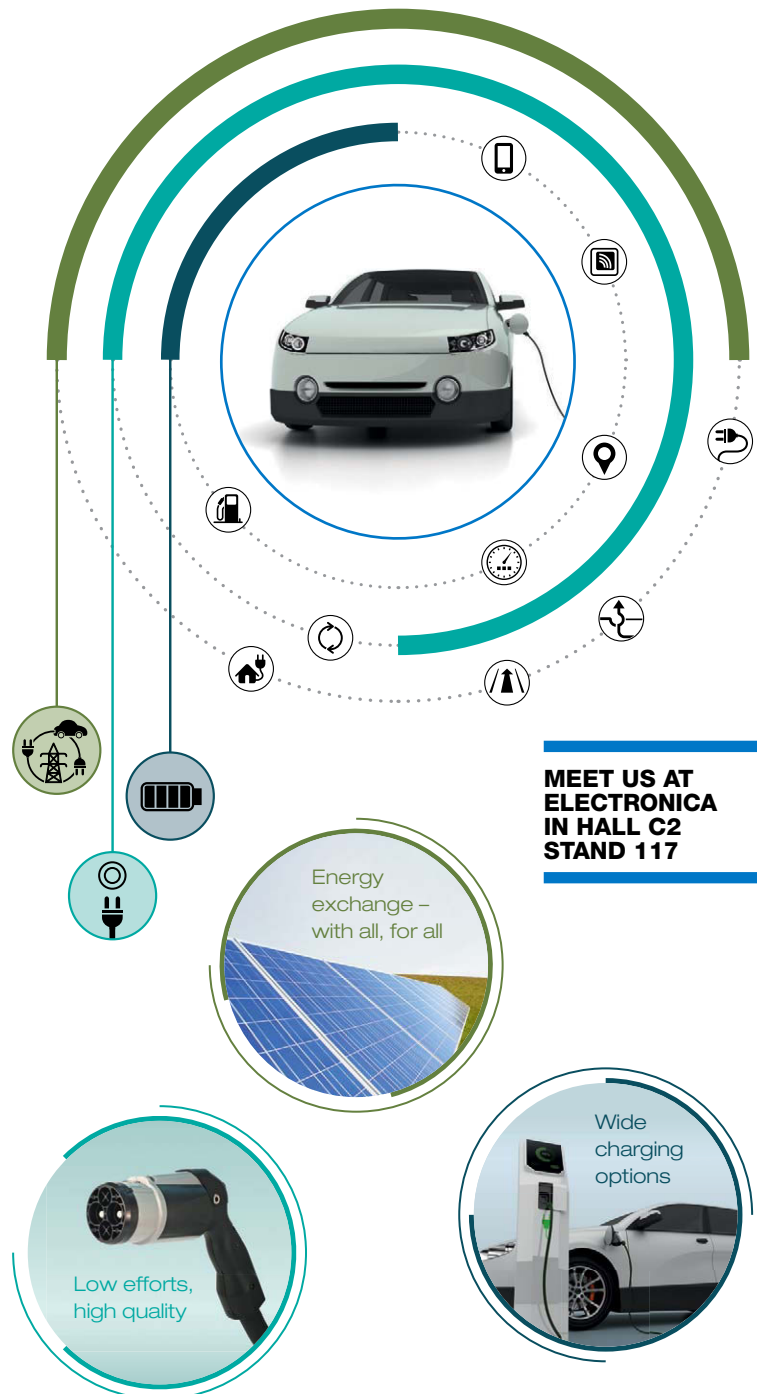 MEET US AT
ELECTRONICA
IN HALL C2
STAND 117
Energy
exchange –
with all, for all
Wide
charging
options
Low efforts,
high quality